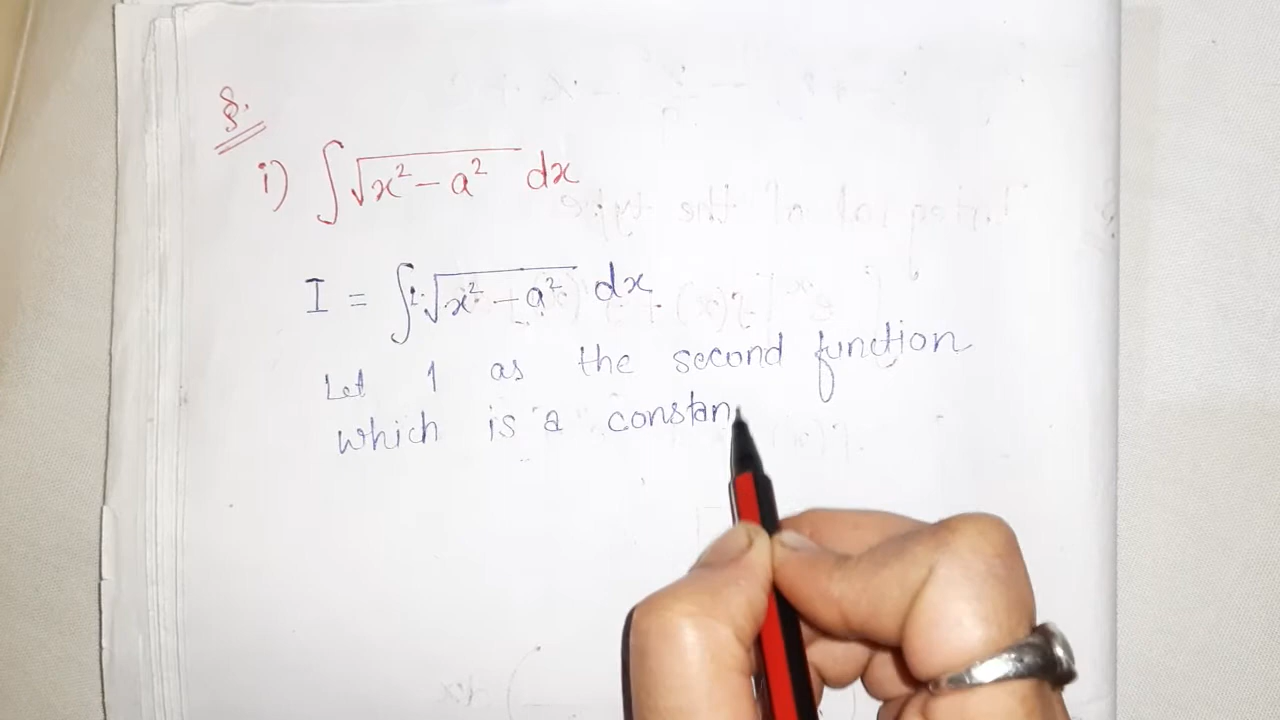 §.
i) ∫√x² − a² dx
I = ∫1·√x² − a² dx
Let 1 as the second function
which is a constan